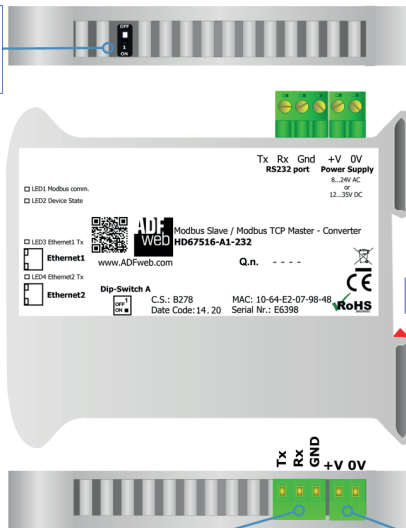 OFF
1
ON
Tx Rx Gnd +V 0V
RS232 port Power Supply
8...24V AC
or
12...35V DC
LED1 Modbus comm.
LED2 Device State
LED3 Ethernet1 Tx
Ethernet1
LED4 Ethernet2 Tx
Ethernet2
ADF
web
www.ADFweb.com
Modbus Slave / Modbus TCP Master - Converter
HD67516-A1-232
Q.n. - - - -
Dip-Switch A
OFF 1
ON
C.S.: B278
Date Code: 14. 20
MAC: 10-64-E2-07-98-48
Serial Nr.: E6398
CE
RoHS
Tx Rx GND +V 0V